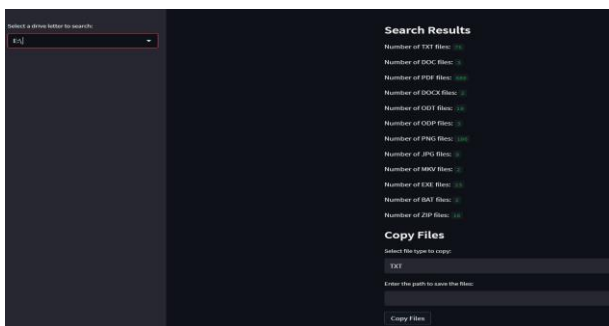 Select a drive letter to search:
E:\
Search Results
Number of TXT files:
Number of DOC files:
Number of PDF files:
Number of DOCX files:
Number of ODT files:
Number of ODP files:
Number of PNG files:
Number of JPG files:
Number of MKV files:
Number of EXE files:
Number of BAT files:
Number of ZIP files:
Copy Files
Select file type to copy:
TXT
Enter the path to save the files:
Copy Files